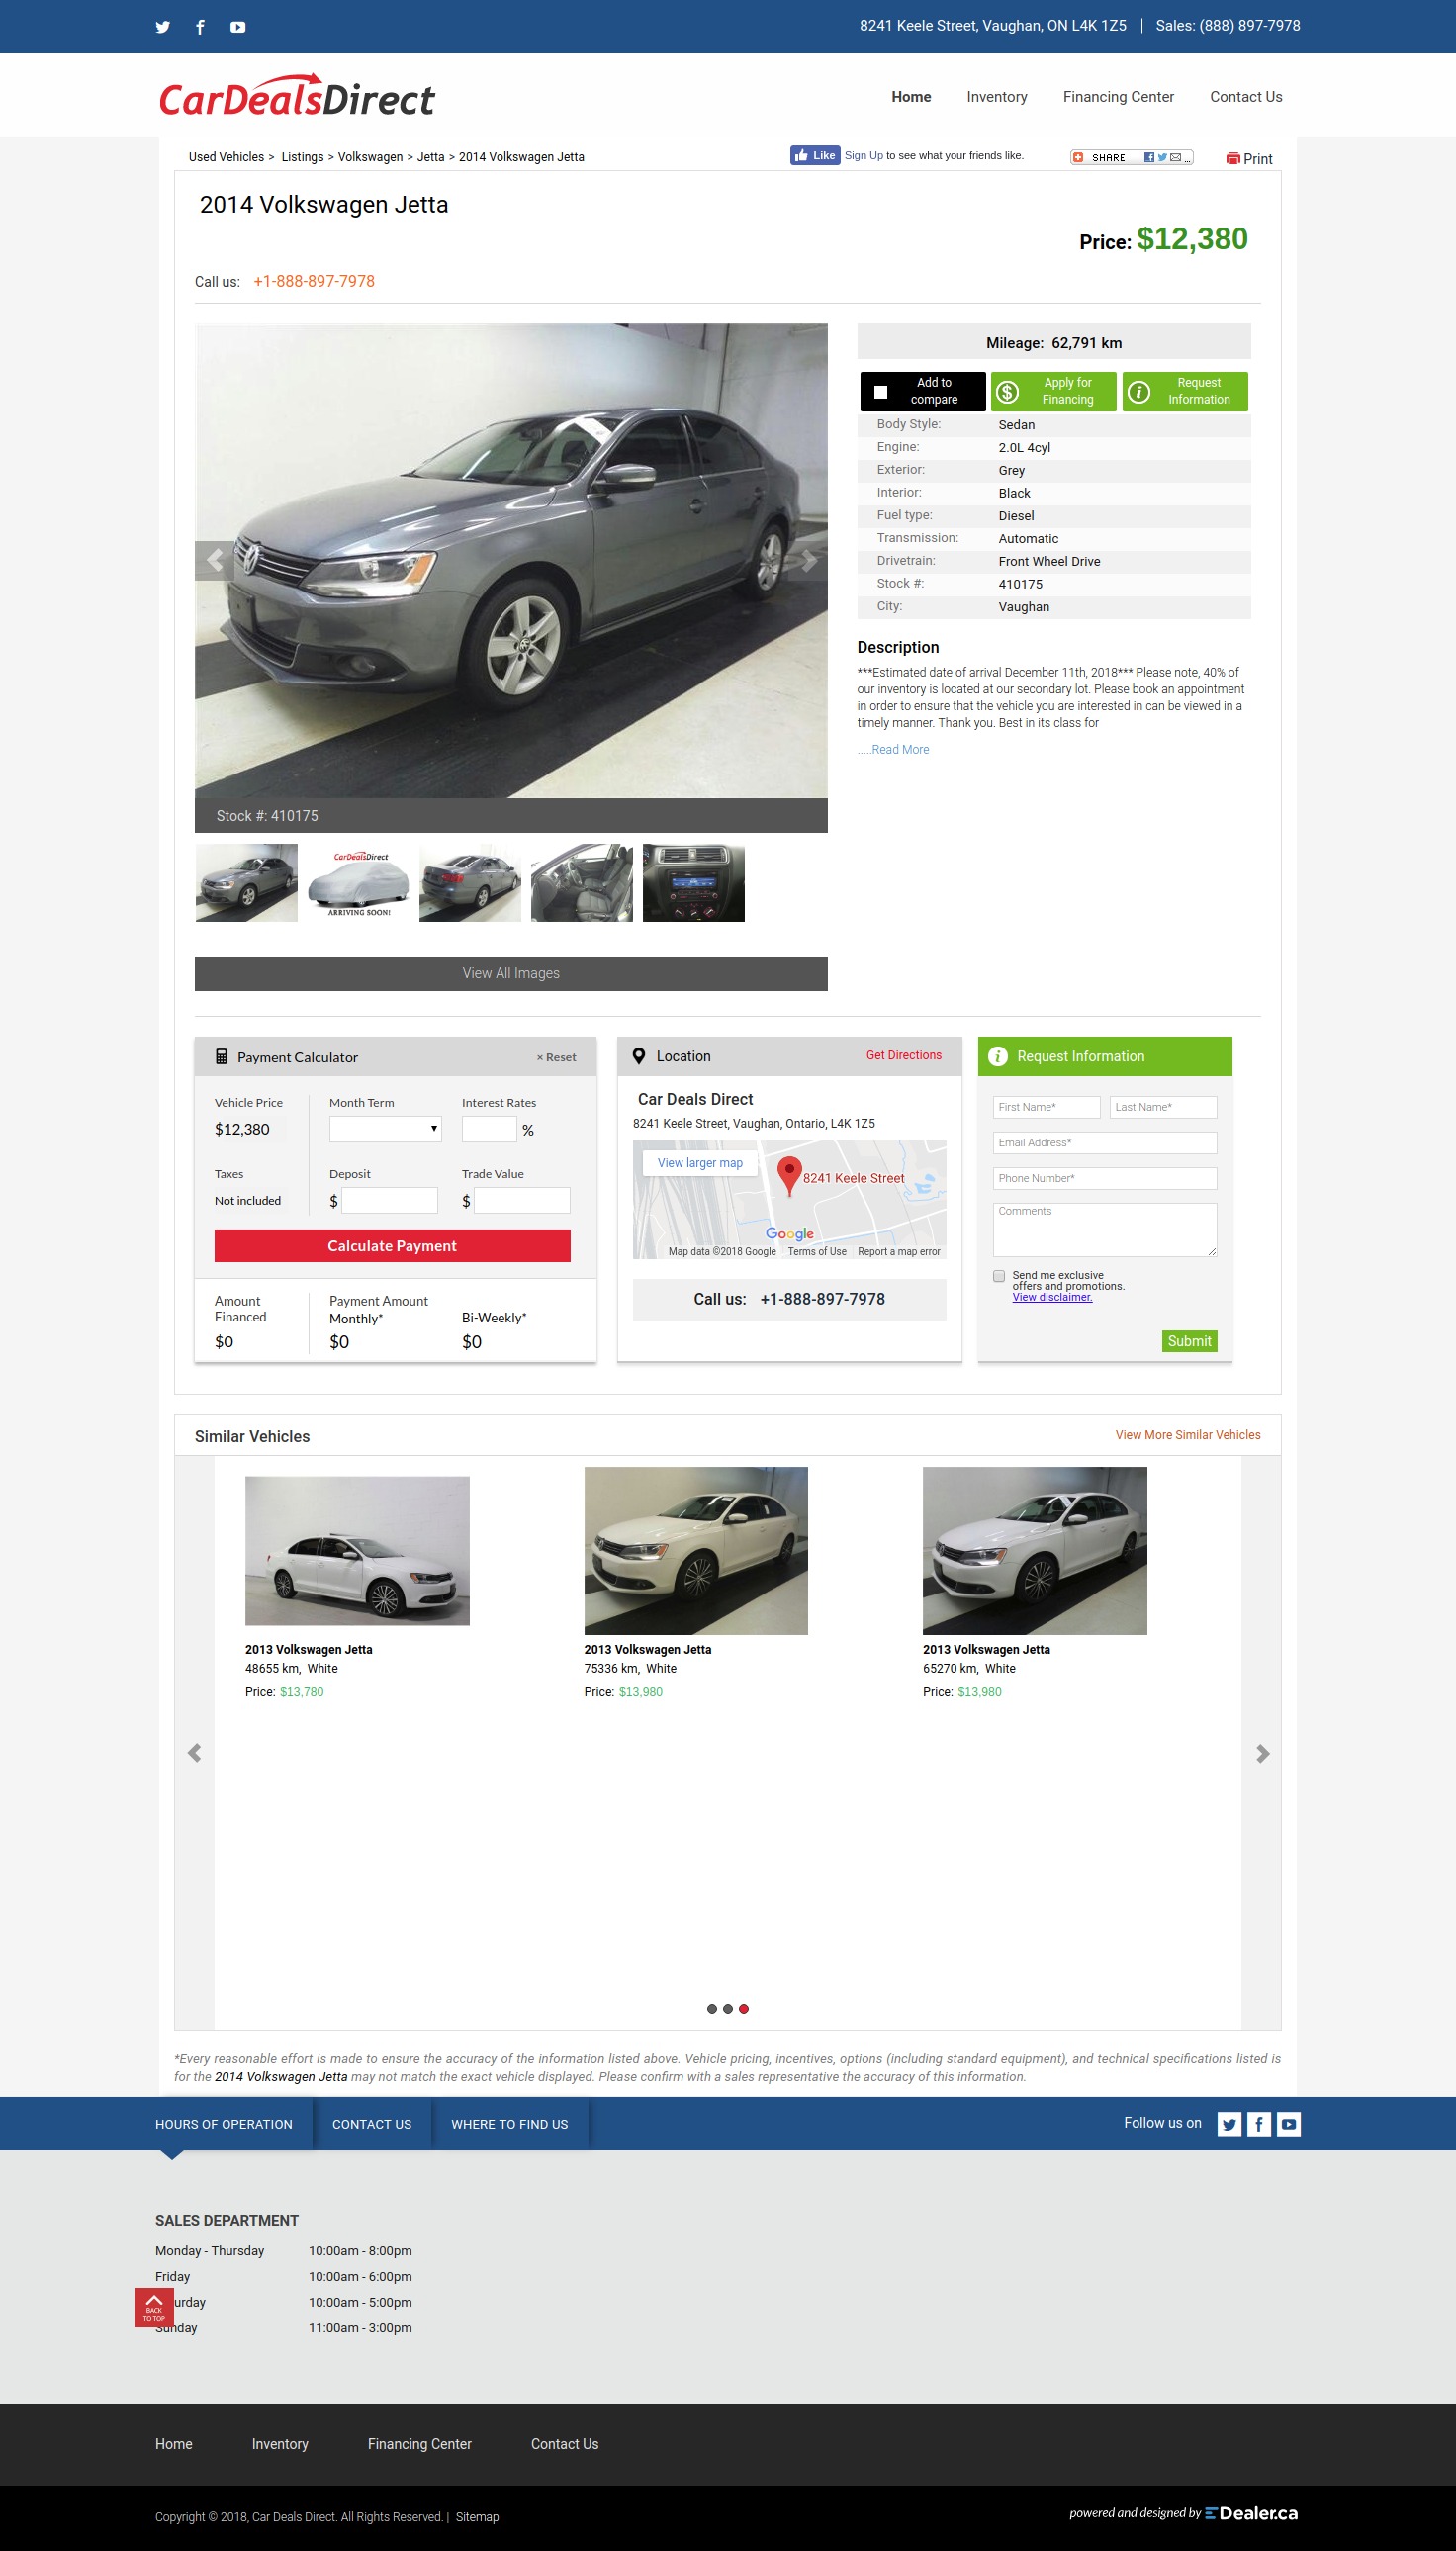 8241 Keele Street, Vaughan, ON L4K 1Z5 | Sales: (888) 897-7978
CarDealsDirect
Home Inventory Financing Center Contact Us
Used Vehicles > Listings > Volkswagen > Jetta > 2014 Volkswagen Jetta
Like Sign Up to see what your friends like.
SHARE ...
Print
2014 Volkswagen Jetta
Price: $12,380
Call us: +1-888-897-7978
Stock #: 410175
CarDealsDirect
ARRIVING SOON!
View All Images
Mileage: 62,791 km
Add to compare
Apply for Financing
Request Information
Body Style: Sedan
Engine: 2.0L 4cyl
Exterior: Grey
Interior: Black
Fuel type: Diesel
Transmission: Automatic
Drivetrain: Front Wheel Drive
Stock #: 410175
City: Vaughan
Description
***Estimated date of arrival December 11th, 2018*** Please note, 40% of
our inventory is located at our secondary lot. Please book an appointment
in order to ensure that the vehicle you are interested in can be viewed in a
timely manner. Thank you. Best in its class for
.....Read More
Payment Calculator × Reset
Vehicle Price Month Term Interest Rates
$12,380 %
Taxes Deposit Trade Value
Not included $ $
Calculate Payment
Amount Financed
$0
Payment Amount
Monthly* Bi-Weekly*
$0 $0
Location Get Directions
Car Deals Direct
8241 Keele Street, Vaughan, Ontario, L4K 1Z5
View larger map
8241 Keele Street
Google
Map data ©2018 Google Terms of Use Report a map error
Call us: +1-888-897-7978
Request Information
First Name* Last Name*
Email Address*
Phone Number*
Comments
Send me exclusive
offers and promotions.
View disclaimer.
Submit
Similar Vehicles View More Similar Vehicles
2013 Volkswagen Jetta
48655 km, White
Price: $13,780
2013 Volkswagen Jetta
75336 km, White
Price: $13,980
2013 Volkswagen Jetta
65270 km, White
Price: $13,980
*Every reasonable effort is made to ensure the accuracy of the information listed above. Vehicle pricing, incentives, options (including standard equipment), and technical specifications listed is
for the 2014 Volkswagen Jetta may not match the exact vehicle displayed. Please confirm with a sales representative the accuracy of this information.
HOURS OF OPERATION CONTACT US WHERE TO FIND US Follow us on
SALES DEPARTMENT
Monday - Thursday 10:00am - 8:00pm
Friday 10:00am - 6:00pm
urday 10:00am - 5:00pm
Sunday 11:00am - 3:00pm
BACK
TO TOP
Home Inventory Financing Center Contact Us
Copyright © 2018, Car Deals Direct. All Rights Reserved. | Sitemap
powered and designed by EDealer.ca